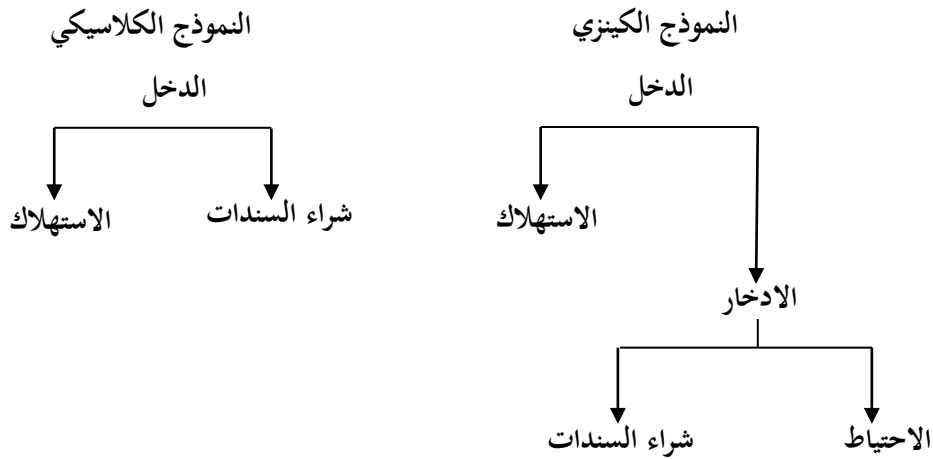 النموذج الكينزي
الدخل
الاستهلاك
الادخار
الاحتياط
شراء السندات
النموذج الكلاسيكي
الدخل
شراء السندات
الاستهلاك